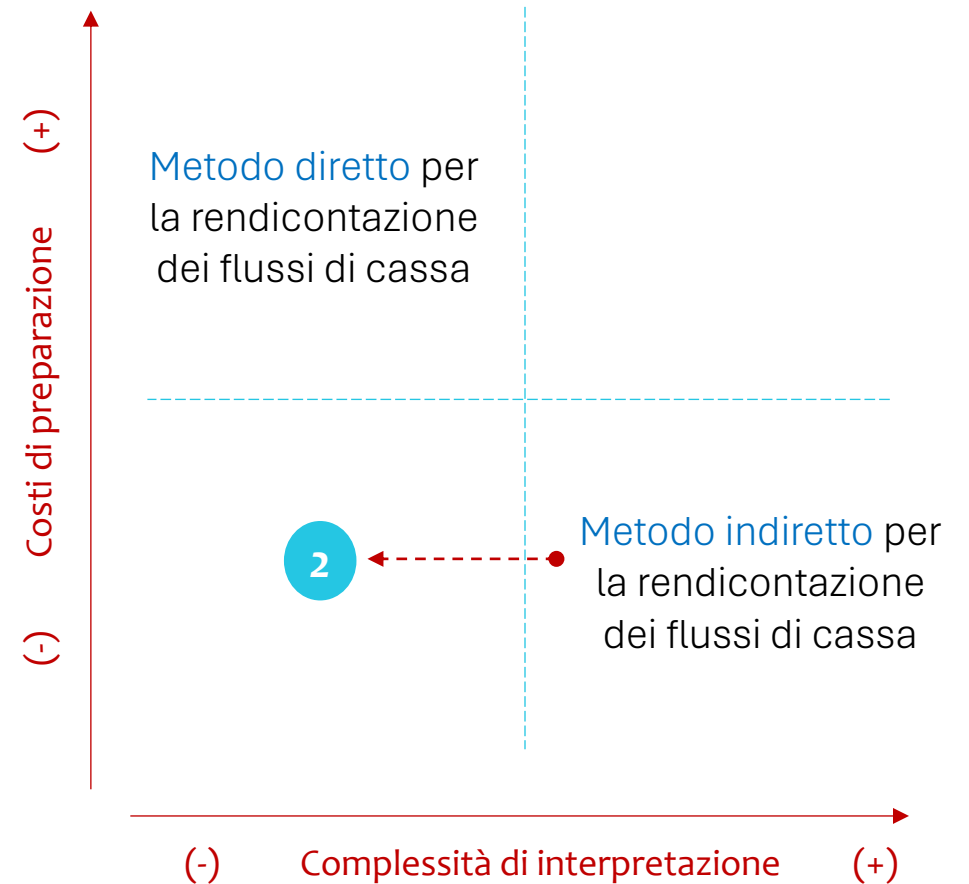 (+)
Costi di preparazione
(-)
Metodo diretto per
la rendicontazione
dei flussi di cassa
2
Metodo indiretto per
la rendicontazione
dei flussi di cassa
(-) Complessità di interpretazione (+)